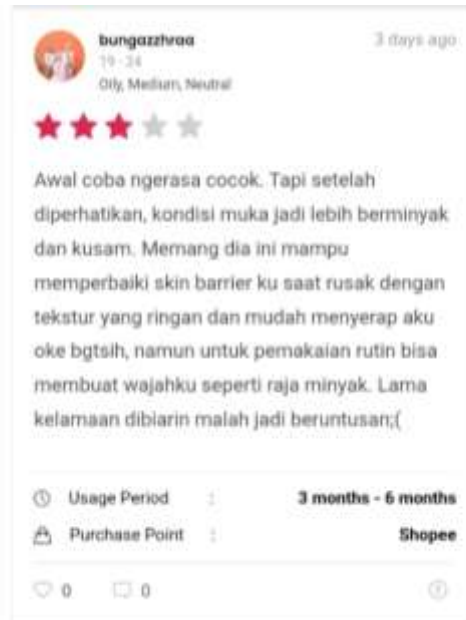 bungazzhraa
3 days ago
19 - 24
Oily, Medium, Neutral
Awal coba ngerasa cocok. Tapi setelah
diperhatikan, kondisi muka jadi lebih berminyak
dan kusam. Memang dia ini mampu
memperbaiki skin barrier ku saat rusak dengan
tekstur yang ringan dan mudah menyerap aku
oke bgtsih, namun untuk pemakaian rutin bisa
membuat wajahku seperti raja minyak. Lama
kelamaan dibiarin malah jadi beruntusan;(
Usage Period : 3 months - 6 months
Purchase Point : Shopee
0 0